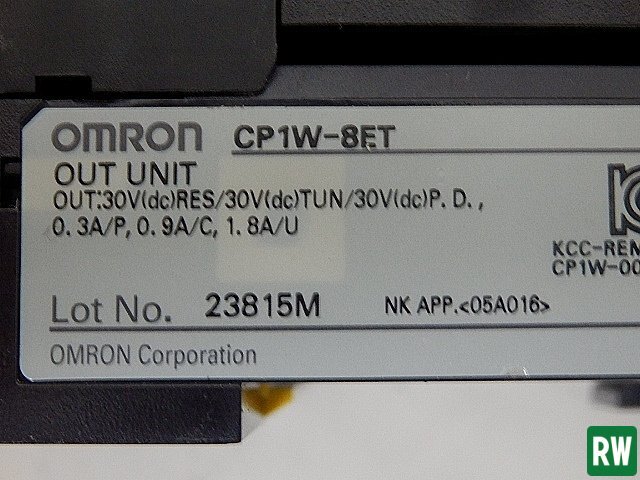 OMRON CP1W-8ET
OUT UNIT
OUT:30V(dc)RES/30V(dc)TUN/30V(dc)P.D.,
0.3A/P, 0.9A/C, 1.8A/U
KCC-REM
CP1W-00
Lot No. 23815M NK APP.<05A016>
OMRON Corporation
RW